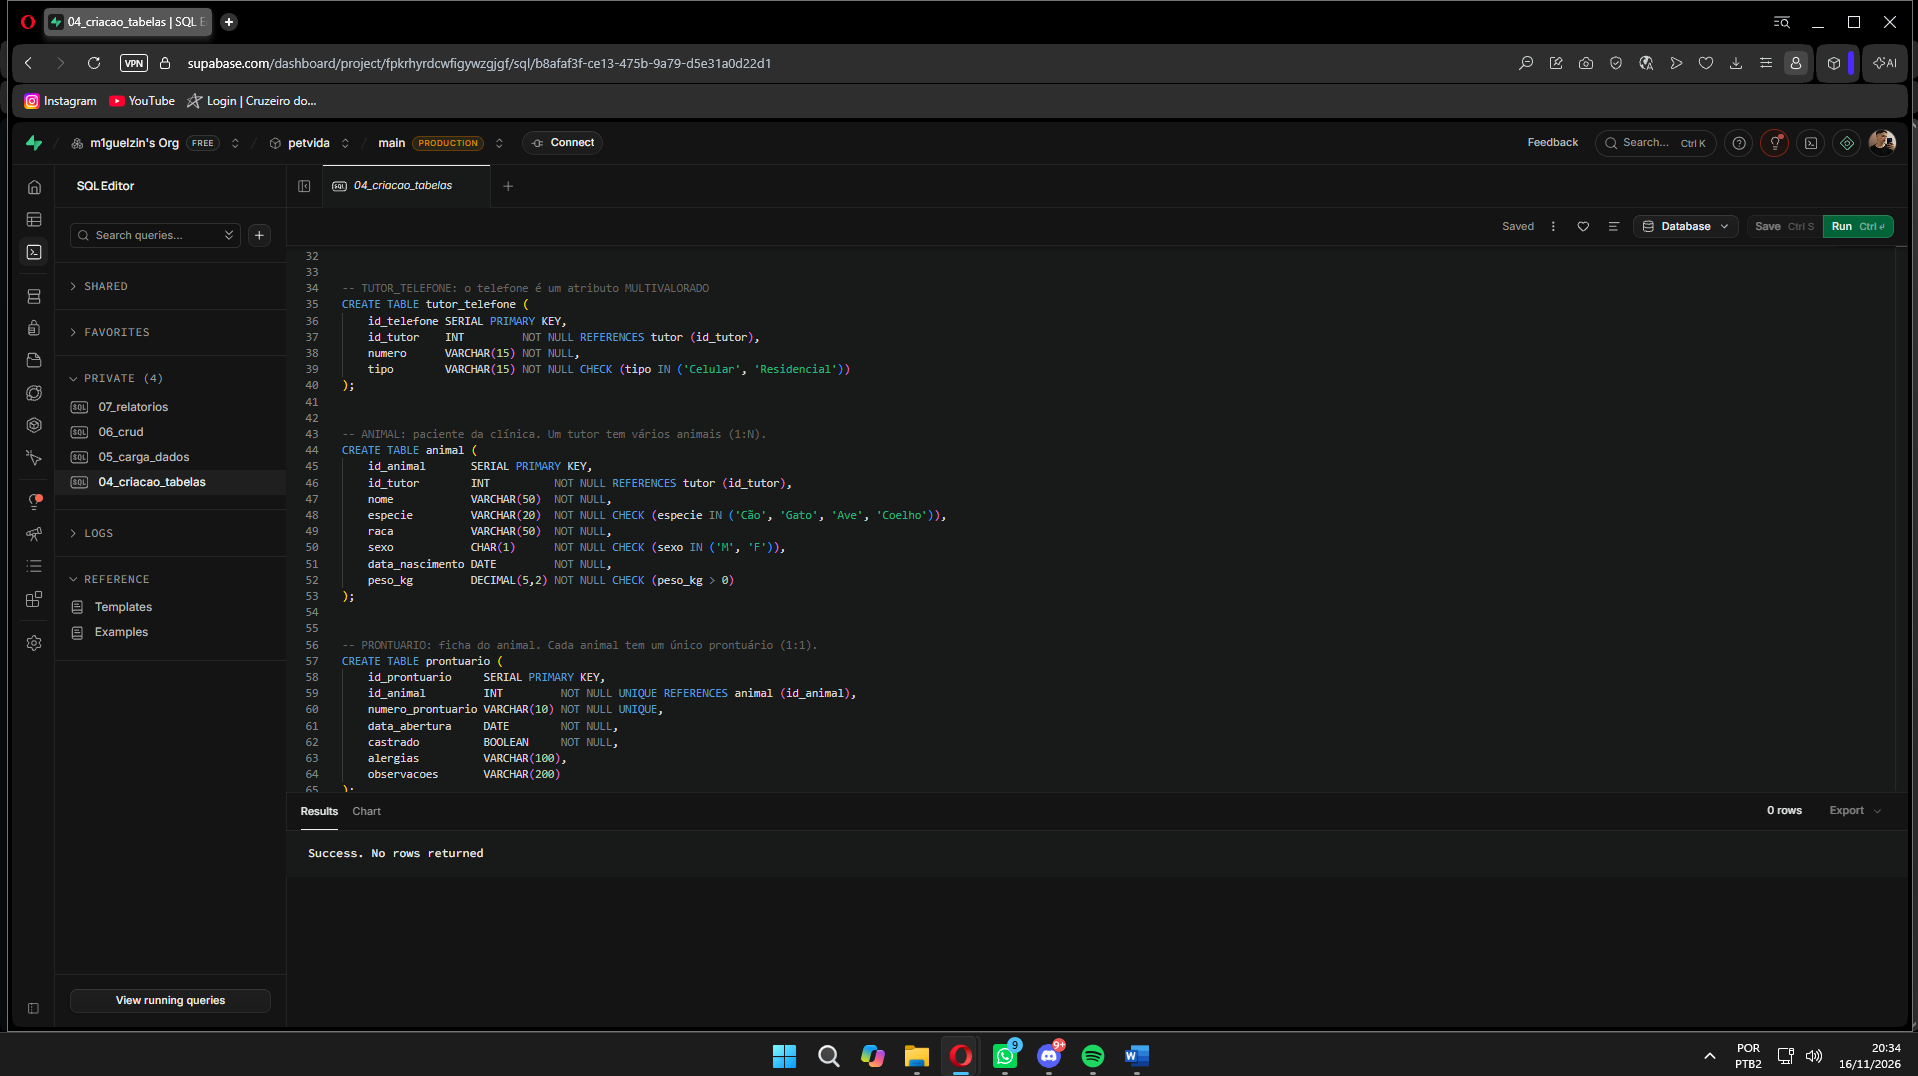 04_criacao_tabelas | SQL E
VPN
supabase.com/dashboard/project/fpkrhyrdcwfigywzgjgf/sql/b8afaf3f-ce13-475b-9a79-d5e31a0d22d1
AI
Instagram
YouTube
Login | Cruzeiro do...
m1guelzin's Org FREE
petvida
main PRODUCTION
Connect
Feedback
Search... Ctrl K
SQL Editor
SQL 04_criacao_tabelas
Search queries...
Saved
Database
Save Ctrl S
Run Ctrl ↵
SHARED
FAVORITES
PRIVATE (4)
SQL 07_relatorios
SQL 06_crud
SQL 05_carga_dados
SQL 04_criacao_tabelas
LOGS
REFERENCE
Templates
Examples
View running queries
32
33
34 -- TUTOR_TELEFONE: o telefone é um atributo MULTIVALORADO
35 CREATE TABLE tutor_telefone (
36 id_telefone SERIAL PRIMARY KEY,
37 id_tutor INT NOT NULL REFERENCES tutor (id_tutor),
38 numero VARCHAR(15) NOT NULL,
39 tipo VARCHAR(15) NOT NULL CHECK (tipo IN ('Celular', 'Residencial'))
40 );
41
42
43 -- ANIMAL: paciente da clínica. Um tutor tem vários animais (1:N).
44 CREATE TABLE animal (
45 id_animal SERIAL PRIMARY KEY,
46 id_tutor INT NOT NULL REFERENCES tutor (id_tutor),
47 nome VARCHAR(50) NOT NULL,
48 especie VARCHAR(20) NOT NULL CHECK (especie IN ('Cão', 'Gato', 'Ave', 'Coelho')),
49 raca VARCHAR(50) NOT NULL,
50 sexo CHAR(1) NOT NULL CHECK (sexo IN ('M', 'F')),
51 data_nascimento DATE NOT NULL,
52 peso_kg DECIMAL(5,2) NOT NULL CHECK (peso_kg > 0)
53 );
54
55
56 -- PRONTUARIO: ficha do animal. Cada animal tem um único prontuário (1:1).
57 CREATE TABLE prontuario (
58 id_prontuario SERIAL PRIMARY KEY,
59 id_animal INT NOT NULL UNIQUE REFERENCES animal (id_animal),
60 numero_prontuario VARCHAR(10) NOT NULL UNIQUE,
61 data_abertura DATE NOT NULL,
62 castrado BOOLEAN NOT NULL,
63 alergias VARCHAR(100),
64 observacoes VARCHAR(200)
65 );
Results
Chart
0 rows
Export
Success. No rows returned
9
9+
POR
PTB2
20:34
16/11/2026